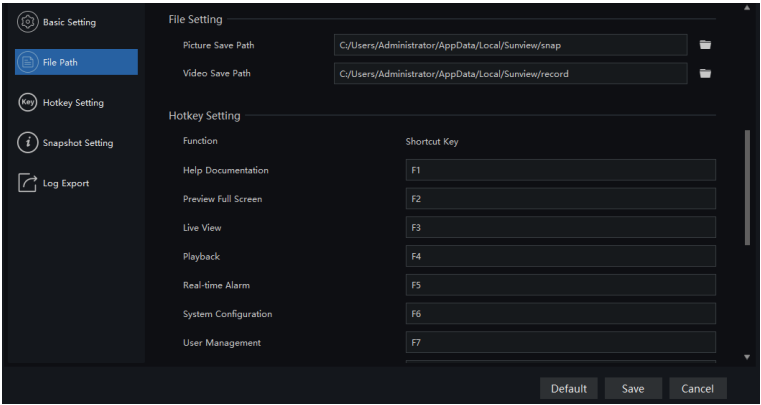 Basic Setting
File Path
Key
Hotkey Setting
i
Snapshot Setting
Log Export
File Setting
Picture Save Path C:/Users/Administrator/AppData/Local/Sunview/snap
Video Save Path C:/Users/Administrator/AppData/Local/Sunview/record
Hotkey Setting
Function Shortcut Key
Help Documentation F1
Preview Full Screen F2
Live View F3
Playback F4
Real-time Alarm F5
System Configuration F6
User Management F7
Default Save Cancel